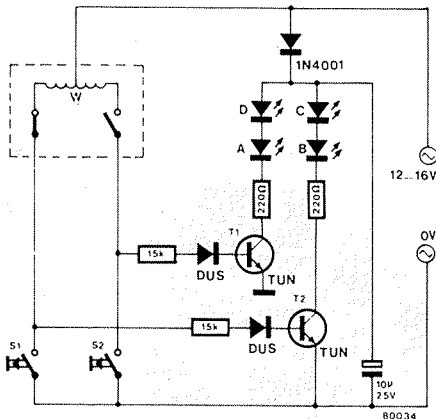 1N4001
W
D
C
A
B
220Ω
220Ω
12....16V
T1
0V
15k
DUS
TUN
T2
15k
DUS
TUN
S1
S2
10µ
25V
80034